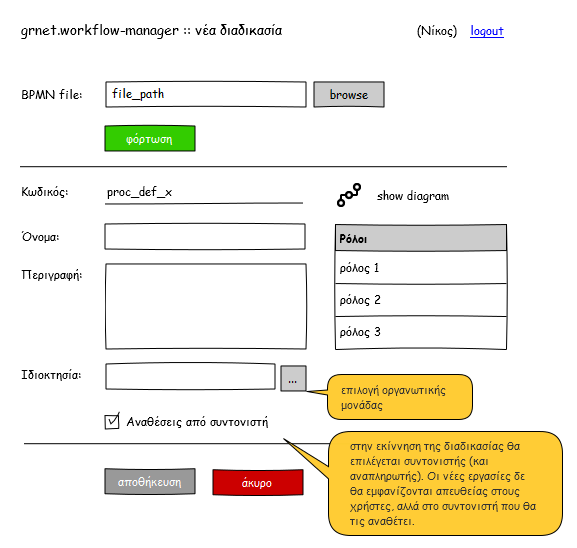 grnet.workflow-manager :: νέα διαδικασία (Νίκος) logout
BPMN file: file_path browse
φόρτωση
Κωδικός: proc_def_x show diagram
Όνομα: Ρόλοι
ρόλος 1
Περιγραφή:
ρόλος 2
ρόλος 3
Ιδιοκτησία: ...
επιλογή οργανωτικής
μονάδας
Αναθέσεις από συντονιστή
στην εκίννηση της διαδικασίας θα
επιλέγεται συντονιστής (και
αναπληρωτής). Οι νέες εργασίες δε
θα εμφανίζονται απευθείας στους
χρήστες, αλλά στο συντονιστή που θα
τις αναθέτει.
αποθήκευση άκυρο